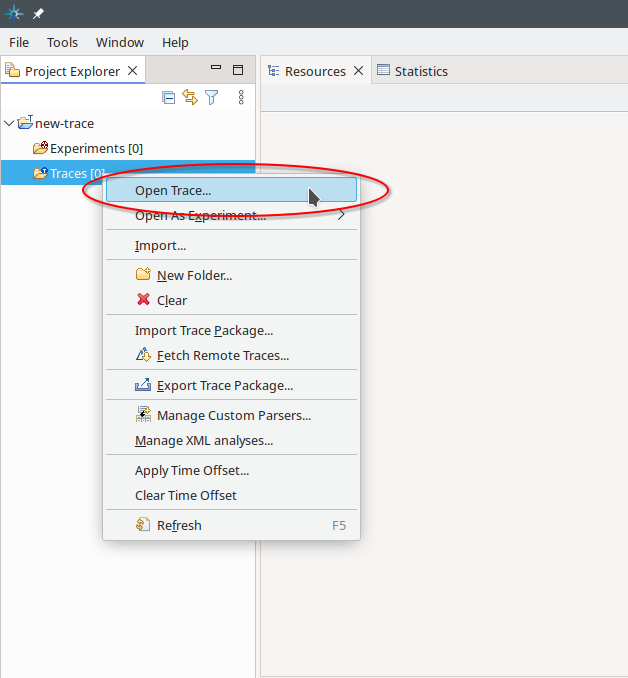 File Tools Window Help
Project Explorer
Resources Statistics
new-trace
Experiments [0]
Traces [0]
Open Trace...
Open As Experiment...
Import...
New Folder...
Clear
Import Trace Package...
Fetch Remote Traces...
Export Trace Package...
Manage Custom Parsers...
Manage XML analyses...
Apply Time Offset...
Clear Time Offset
Refresh F5